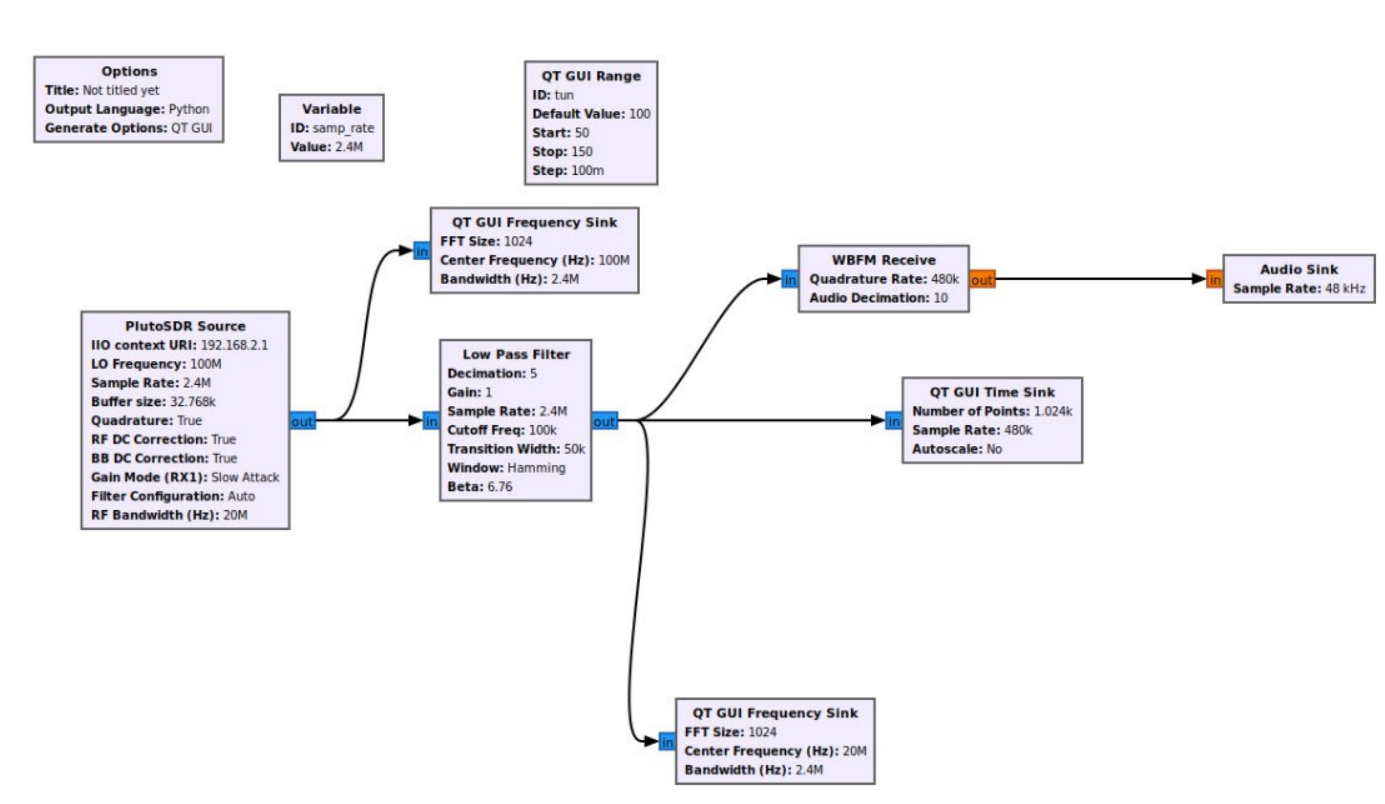 Options
Title: Not titled yet
Output Language: Python
Generate Options: QT GUI
Variable
ID: samp_rate
Value: 2.4M
QT GUI Range
ID: tun
Default Value: 100
Start: 50
Stop: 150
Step: 100m
QT GUI Frequency Sink
FFT Size: 1024
Center Frequency (Hz): 100M
Bandwidth (Hz): 2.4M
in
PlutoSDR Source
IIO context URI: 192.168.2.1
LO Frequency: 100M
Sample Rate: 2.4M
Buffer size: 32.768k
Quadrature: True
RF DC Correction: True
BB DC Correction: True
Gain Mode (RX1): Slow Attack
Filter Configuration: Auto
RF Bandwidth (Hz): 20M
out
in
Low Pass Filter
Decimation: 5
Gain: 1
Sample Rate: 2.4M
Cutoff Freq: 100k
Transition Width: 50k
Window: Hamming
Beta: 6.76
out
in
WBFM Receive
Quadrature Rate: 480k
Audio Decimation: 10
out
in
Audio Sink
Sample Rate: 48 kHz
in
QT GUI Time Sink
Number of Points: 1.024k
Sample Rate: 480k
Autoscale: No
in
QT GUI Frequency Sink
FFT Size: 1024
Center Frequency (Hz): 20M
Bandwidth (Hz): 2.4M